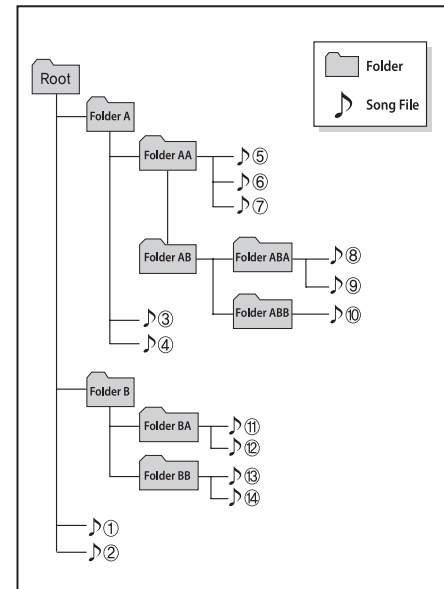 Root
Folder
Song File
Folder A
Folder AA
⑤
⑥
⑦
Folder AB
Folder ABA
⑧
⑨
Folder ABB
⑩
③
④
Folder B
Folder BA
⑪
⑫
Folder BB
⑬
⑭
①
②